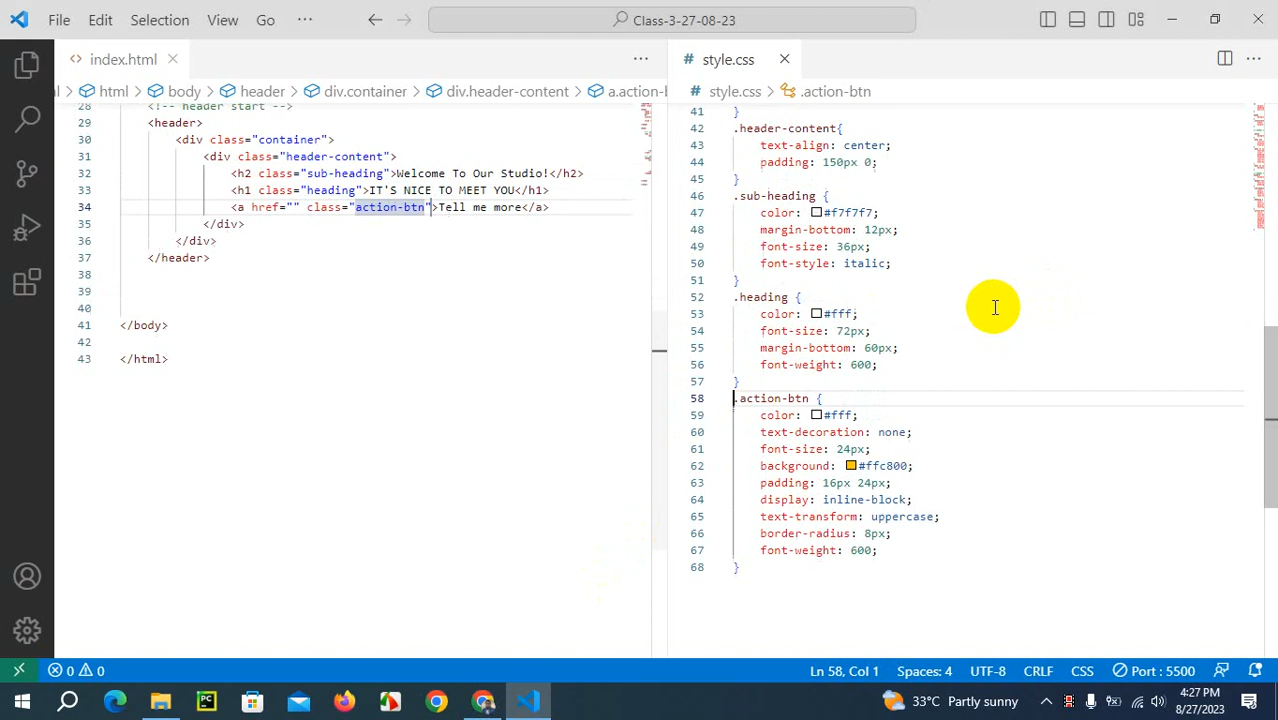 File Edit Selection View Go ··· Class-3-27-08-23
index.html
html > body > header > div.container > div.header-content > a.action-b
28 <!-- header start -->
29 <header>
30 <div class="container">
31 <div class="header-content">
32 <h2 class="sub-heading">Welcome To Our Studio!</h2>
33 <h1 class="heading">IT'S NICE TO MEET YOU</h1>
34 <a href="" class="action-btn">Tell me more</a>
35 </div>
36 </div>
37 </header>
38
39
40
41 </body>
42
43 </html>
# style.css
# style.css > .action-btn
41 }
42 .header-content{
43 text-align: center;
44 padding: 150px 0;
45 }
46 .sub-heading {
47 color: #f7f7f7;
48 margin-bottom: 12px;
49 font-size: 36px;
50 font-style: italic;
51 }
52 .heading {
53 color: #fff;
54 font-size: 72px;
55 margin-bottom: 60px;
56 font-weight: 600;
57 }
58 .action-btn {
59 color: #fff;
60 text-decoration: none;
61 font-size: 24px;
62 background: #ffc800;
63 padding: 16px 24px;
64 display: inline-block;
65 text-transform: uppercase;
66 border-radius: 8px;
67 font-weight: 600;
68 }
0 0 Ln 58, Col 1 Spaces: 4 UTF-8 CRLF CSS Port : 5500
PC 33°C Partly sunny 4:27 PM
8/27/2023